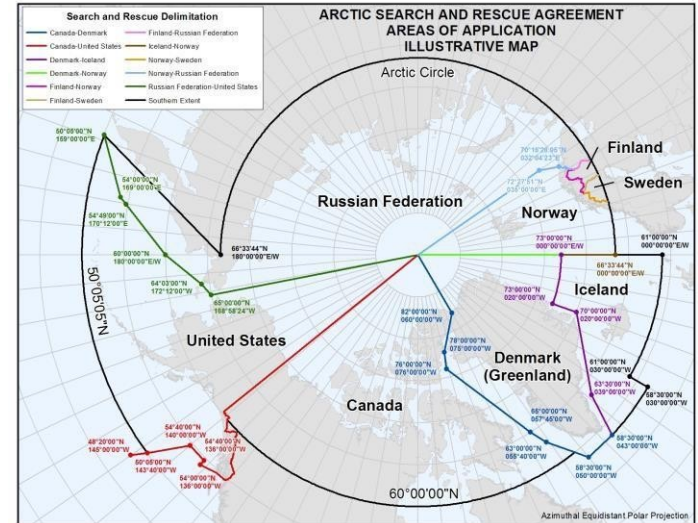 ARCTIC SEARCH AND RESCUE AGREEMENT
AREAS OF APPLICATION
ILLUSTRATIVE MAP
Search and Rescue Delimitation
Canada-Denmark
Canada-United States
Denmark-Iceland
Denmark-Norway
Finland-Norway
Finland-Sweden
Finland-Russian Federation
Iceland-Norway
Norway-Sweden
Norway-Russian Federation
Russian Federation-United States
Southern Extent
Arctic Circle
50°05'05"N
169°00'00"E
54°00'00"N
169°00'00"E
54°49'00"N
170°12'00"E
60°00'00"N
180°00'00"E/W
64°03'00"N
172°12'00"W
65°00'00"N
168°58'24"W
66°33'44"N
180°00'00"E/W
Finland
Sweden
Norway
Russian Federation
73°00'00"N
000°00'00"E/W
61°00'00"N
000°00'00"E/W
66°33'44"N
000°00'00"E/W
Iceland
73°00'00"N
020°00'00"W
70°00'00"N
020°00'00"W
50°05'05"N
United States
82°00'00"N
060°00'00"W
78°00'00"N
075°00'00"W
76°00'00"N
076°00'00"W
Denmark
(Greenland)
61°00'00"N
030°00'00"W
58°30'00"N
030°00'00"W
63°30'00"N
039°00'00"W
Canada
65°00'00"N
057°45'00"W
63°00'00"N
055°40'00"W
58°30'00"N
043°00'00"W
58°30'00"N
050°00'00"W
48°20'00"N
145°00'00"W
50°05'00"N
143°40'00"W
54°40'00"N
140°00'00"W
54°40'00"N
136°00'00"W
54°00'00"N
136°00'00"W
60°00'00"N
Azimuthal Equidistant Polar Projection